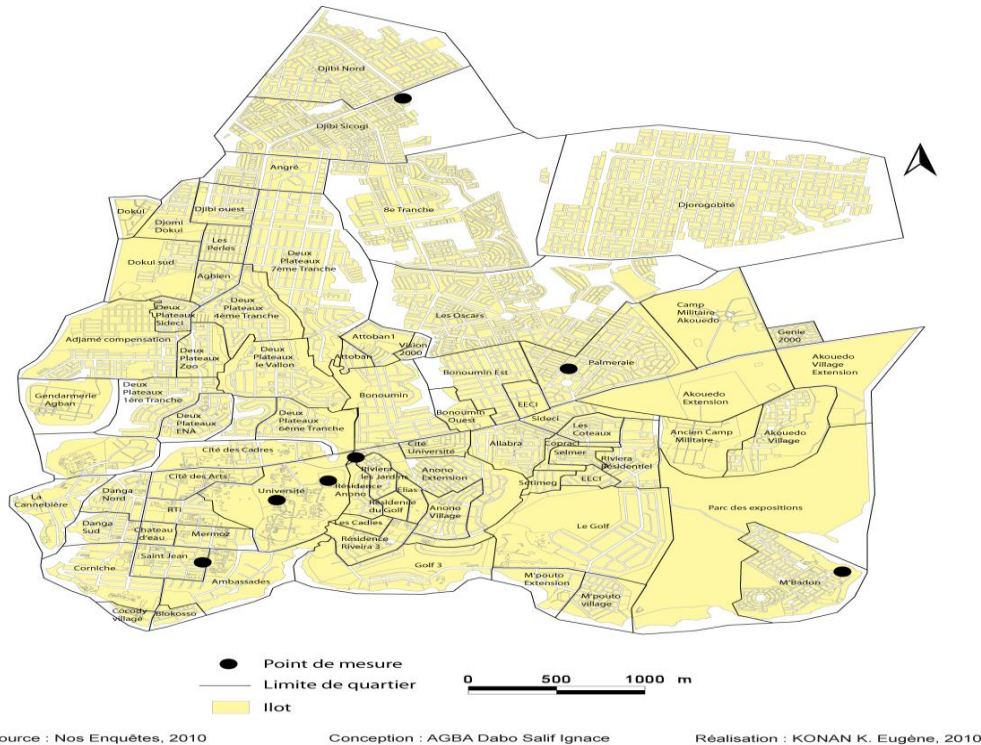 Djibi Nord
Djibi Sicogi
Angré
8e Tranche
Djorogobité
Dokui
Djomi
Dokui
Djibi ouest
Les
Perles
Dokui sud
Aghien
Deux
Plateaux
7ème Tranche
Deux
Plateaux
Sideci
Deux
Plateaux
4ème Tranche
Adjamé compensation
Deux
Plateaux
Zoo
Deux
Plateaux
le Vallon
Attoban1
Attoban
Vision
2000
Les Oscars
Camp
Militaire
Akouedo
Genie
2000
Akouedo
Village
Extension
Palmeraie
Bonoumin Est
Gendarmerie
Agban
Deux
Plateaux
1ère Tranche
Deux
Plateaux
ENA
Deux
Plateaux
6ème Tranche
Bonoumin
Bonoumin
Ouest
EECI
Sideci
Akouedo
Extension
Ancien Camp
Militaire
Akouedo
Village
Les
Coteaux
Cité des Cadres
Cité
Université
Allabra
Copraci
Selmer
Riviera
Résidentiel
EECI
Setimeg
La
Cannebière
Danga
Nord
Cité des Arts
Université
Riviera
les Jardins
Résidence
Anono
Elias
Anono
Extension
Résidence
du Golf
Anono
Village
RTI
Danga
Sud
Chateau
d'eau
Mermoz
Les Cadies
Résidence
Riveira 3
Le Golf
Parc des expositions
Saint Jean
Corniche
Ambassades
Golf 3
M'pouto
Extension
M'pouto
village
M'Badon
Cocody
village
Blokosso
Point de mesure
Limite de quartier
Ilot
0 500 1000 m
ource : Nos Enquêtes, 2010 Conception : AGBA Dabo Salif Ignace Réalisation : KONAN K. Eugène, 2010